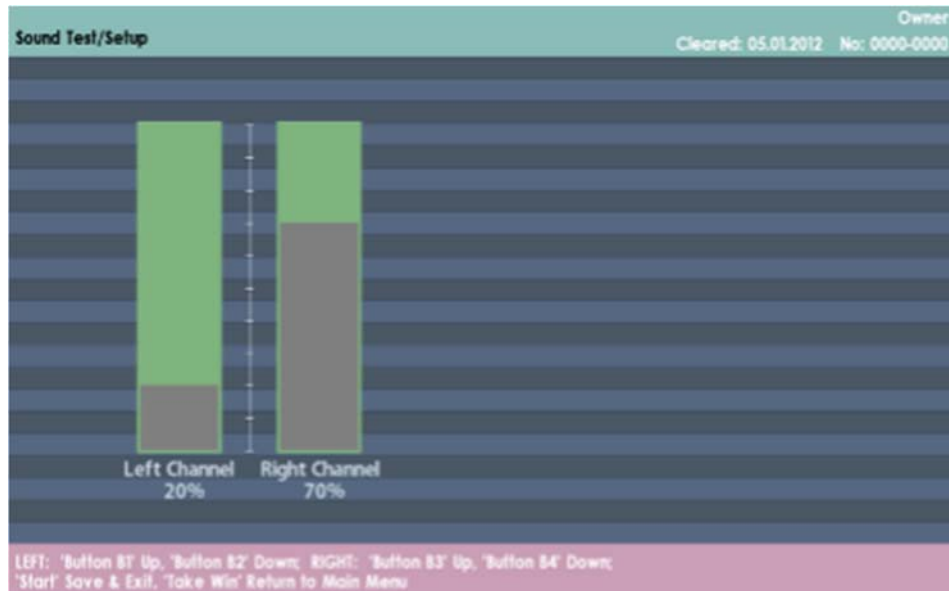 Owner
Sound Test/Setup
Cleared: 05.01.2012 No: 0000-0000
Left Channel Right Channel
20% 70%
LEFT: 'Button B1' Up, 'Button B2' Down; RIGHT: 'Button B3' Up, 'Button B4' Down;
'Start' Save & Exit, 'Take Win' Return to Main Menu